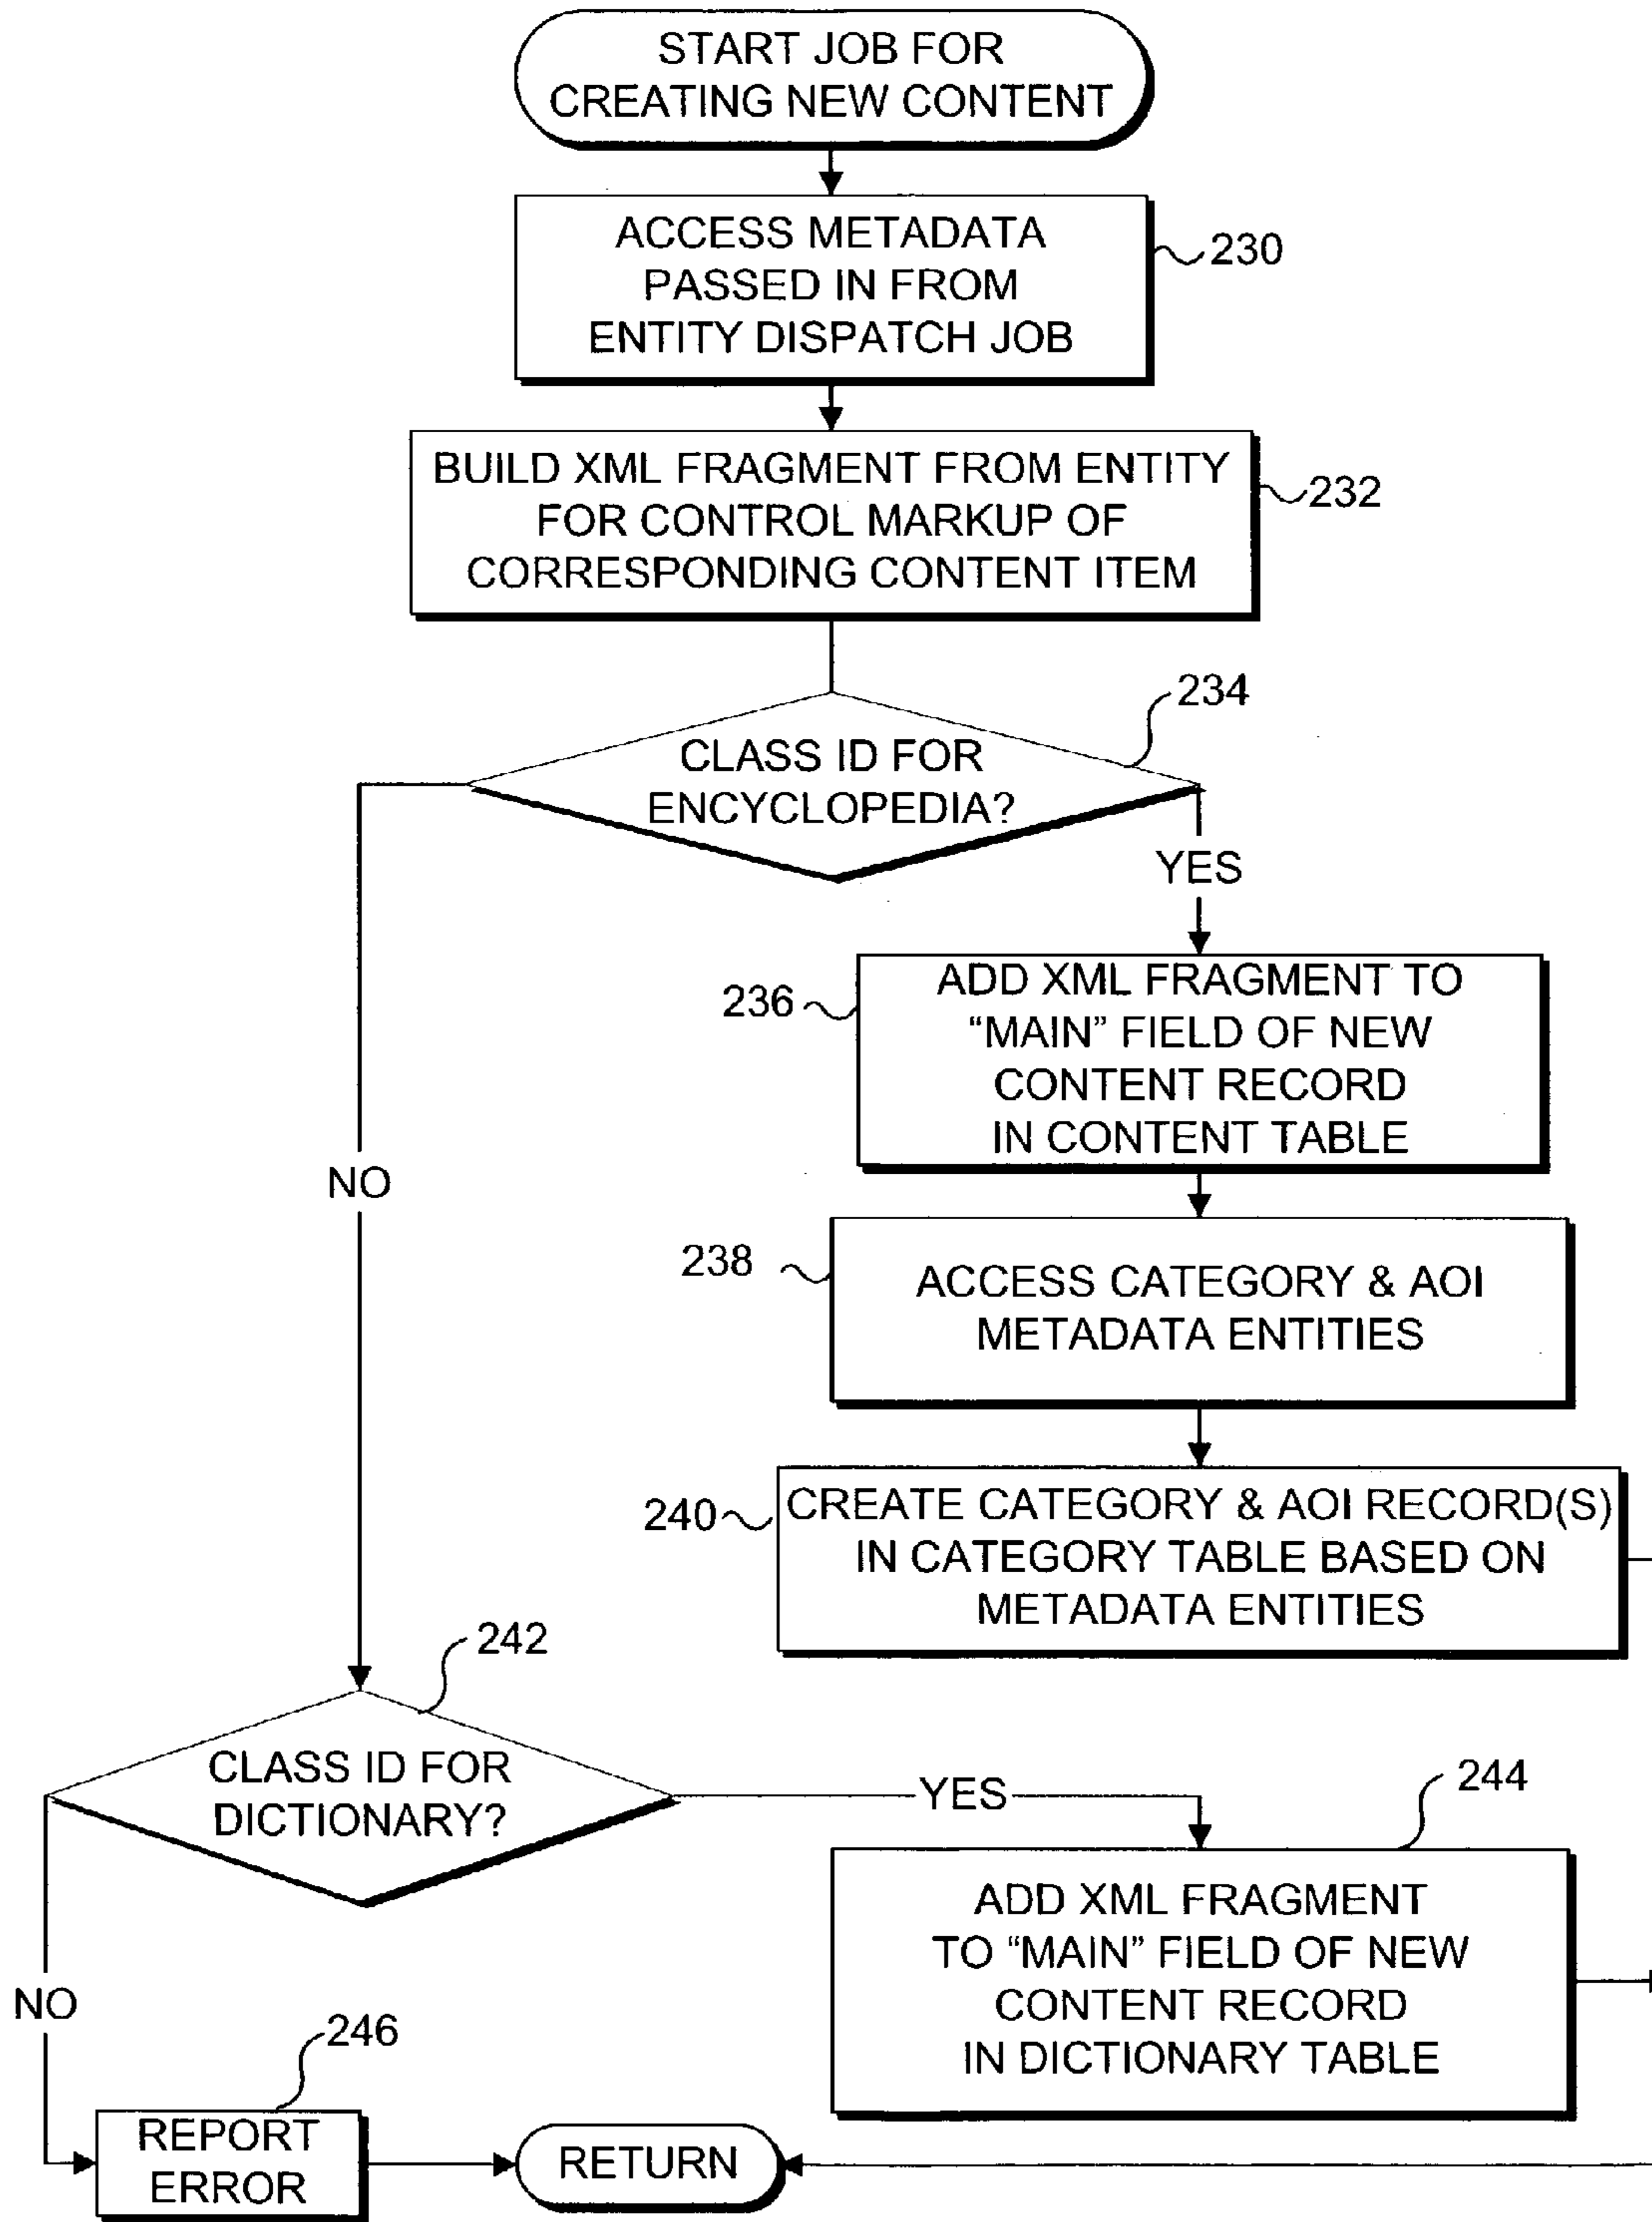 START JOB FOR
CREATING NEW CONTENT
ACCESS METADATA
PASSED IN FROM
ENTITY DISPATCH JOB
230
BUILD XML FRAGMENT FROM ENTITY
FOR CONTROL MARKUP OF
CORRESPONDING CONTENT ITEM
232
234
CLASS ID FOR
ENCYCLOPEDIA?
YES
236
ADD XML FRAGMENT TO
“MAIN” FIELD OF NEW
CONTENT RECORD
IN CONTENT TABLE
NO
238
ACCESS CATEGORY & AOI
METADATA ENTITIES
240
CREATE CATEGORY & AOI RECORD(S)
IN CATEGORY TABLE BASED ON
METADATA ENTITIES
242
CLASS ID FOR
DICTIONARY?
YES
244
ADD XML FRAGMENT
TO “MAIN” FIELD OF NEW
CONTENT RECORD
IN DICTIONARY TABLE
NO
246
REPORT
ERROR
RETURN